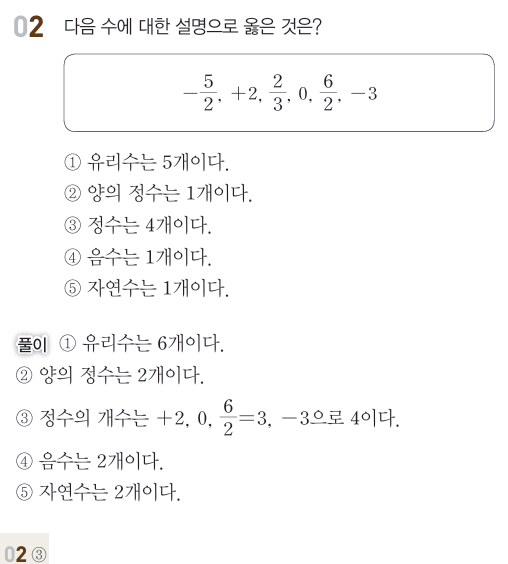 02 다음 수에 대한 설명으로 옳은 것은?
−5/2, +2, 2/3, 0, 6/2, −3
① 유리수는 5개이다.
② 양의 정수는 1개이다.
③ 정수는 4개이다.
④ 음수는 1개이다.
⑤ 자연수는 1개이다.
풀이 ① 유리수는 6개이다.
② 양의 정수는 2개이다.
③ 정수의 개수는 +2, 0, 6/2=3, −3으로 4이다.
④ 음수는 2개이다.
⑤ 자연수는 2개이다.
02 ③